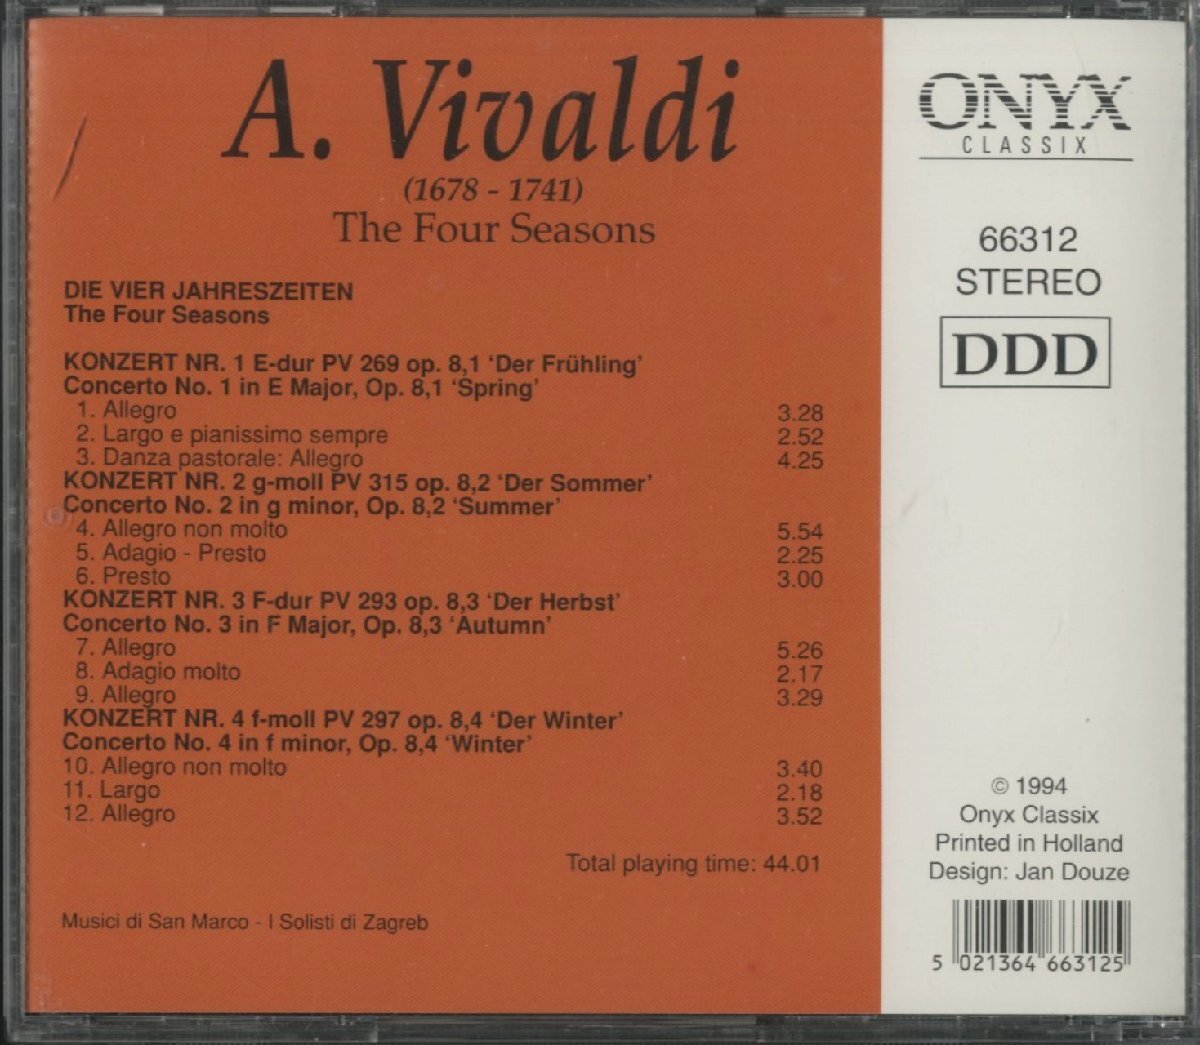 A. Vivaldi
(1678 - 1741)
The Four Seasons
DIE VIER JAHRESZEITEN
The Four Seasons
KONZERT NR. 1 E-dur PV 269 op. 8,1 ‘Der Frühling’
Concerto No. 1 in E Major, Op. 8,1 ‘Spring’
1. Allegro 3.28
2. Largo e pianissimo sempre 2.52
3. Danza pastorale: Allegro 4.25
KONZERT NR. 2 g-moll PV 315 op. 8,2 ‘Der Sommer’
Concerto No. 2 in g minor, Op. 8,2 ‘Summer’
4. Allegro non molto 5.54
5. Adagio - Presto 2.25
6. Presto 3.00
KONZERT NR. 3 F-dur PV 293 op. 8,3 ‘Der Herbst’
Concerto No. 3 in F Major, Op. 8,3 ‘Autumn’
7. Allegro 5.26
8. Adagio molto 2.17
9. Allegro 3.29
KONZERT NR. 4 f-moll PV 297 op. 8,4 ‘Der Winter’
Concerto No. 4 in f minor, Op. 8,4 ‘Winter’
10. Allegro non molto 3.40
11. Largo 2.18
12. Allegro 3.52
Total playing time: 44.01
Musici di San Marco - I Solisti di Zagreb
ONYX
CLASSIX
66312
STEREO
DDD
© 1994
Onyx Classix
Printed in Holland
Design: Jan Douze
5 021364 663125